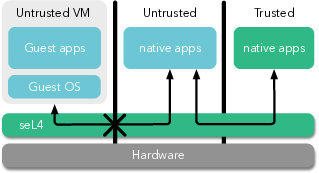 Untrusted VM
Untrusted
Trusted
Guest apps
native apps
native apps
Guest OS
seL4
Hardware